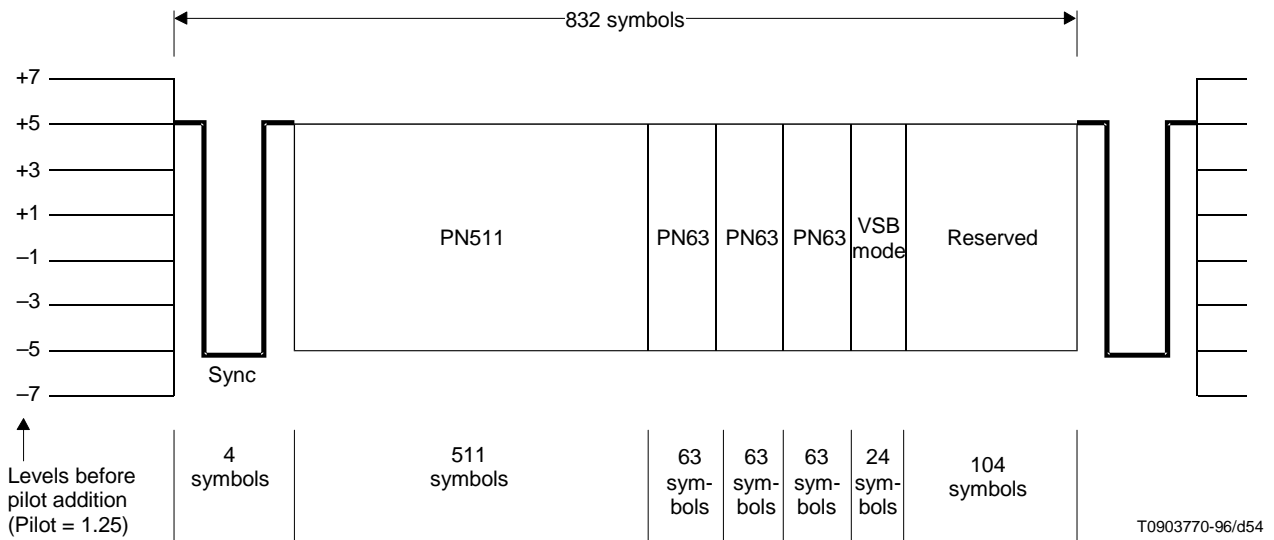 832 symbols
+7
+5
+3
+1
–1
–3
–5
–7
PN511
PN63
PN63
PN63
VSB
mode
Reserved
Sync
Levels before
pilot addition
(Pilot = 1.25)
4
symbols
511
symbols
63
sym-
bols
63
sym-
bols
63
sym-
bols
24
sym-
bols
104
symbols
T0903770-96/d54